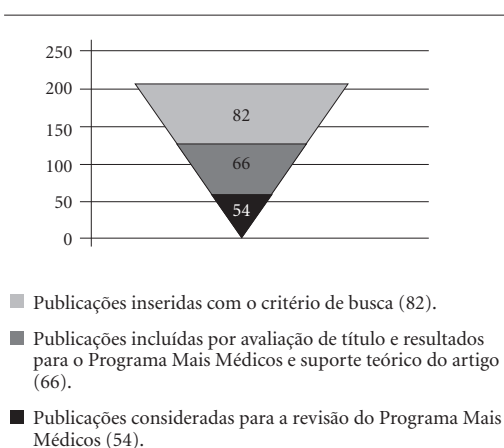 250
200
150
100
50
0
82
66
54
Publicações inseridas com o critério de busca (82).
Publicações incluídas por avaliação de título e resultados
para o Programa Mais Médicos e suporte teórico do artigo
(66).
Publicações consideradas para a revisão do Programa Mais
Médicos (54).